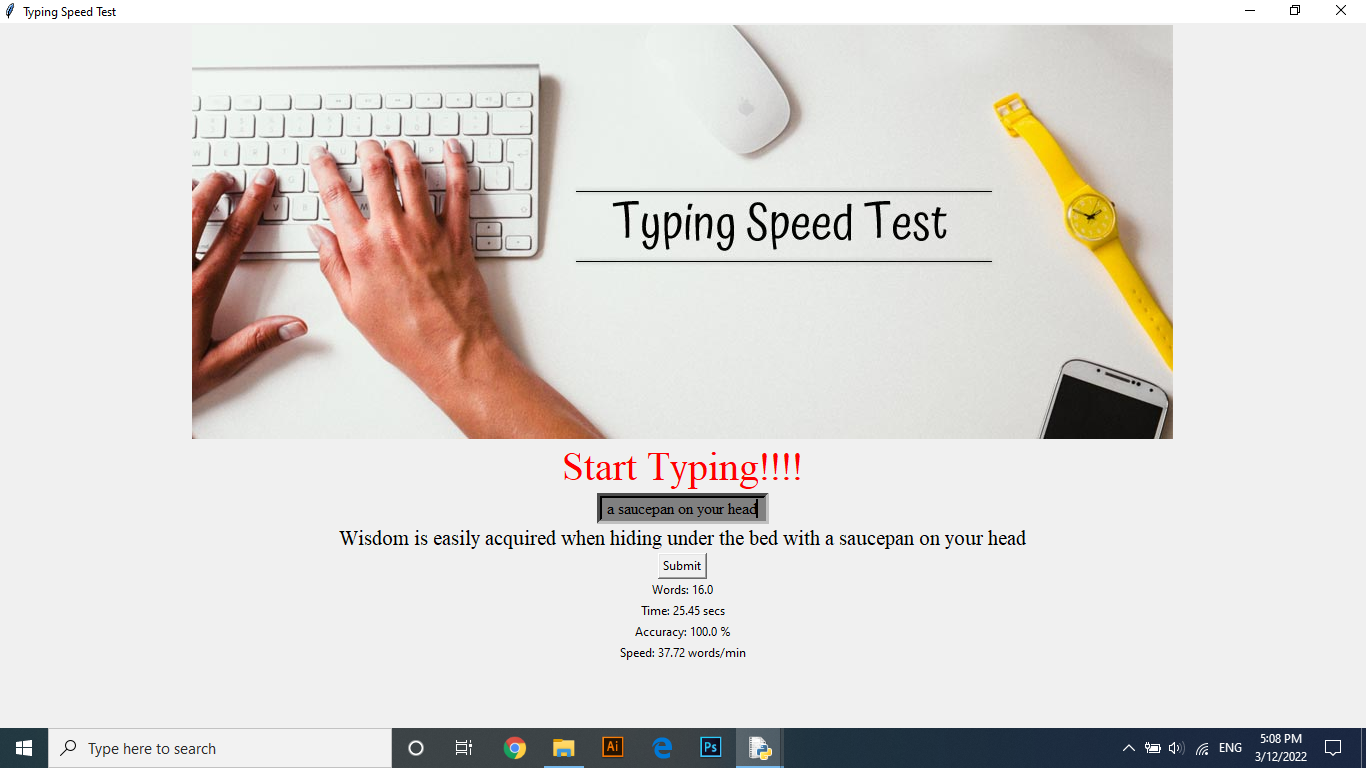 Typing Speed Test
Typing Speed Test
Start Typing!!!!
a saucepan on your head
Wisdom is easily acquired when hiding under the bed with a saucepan on your head
Submit
Words: 16.0
Time: 25.45 secs
Accuracy: 100.0 %
Speed: 37.72 words/min
Type here to search
Ai
Ps
ENG
5:08 PM
3/12/2022